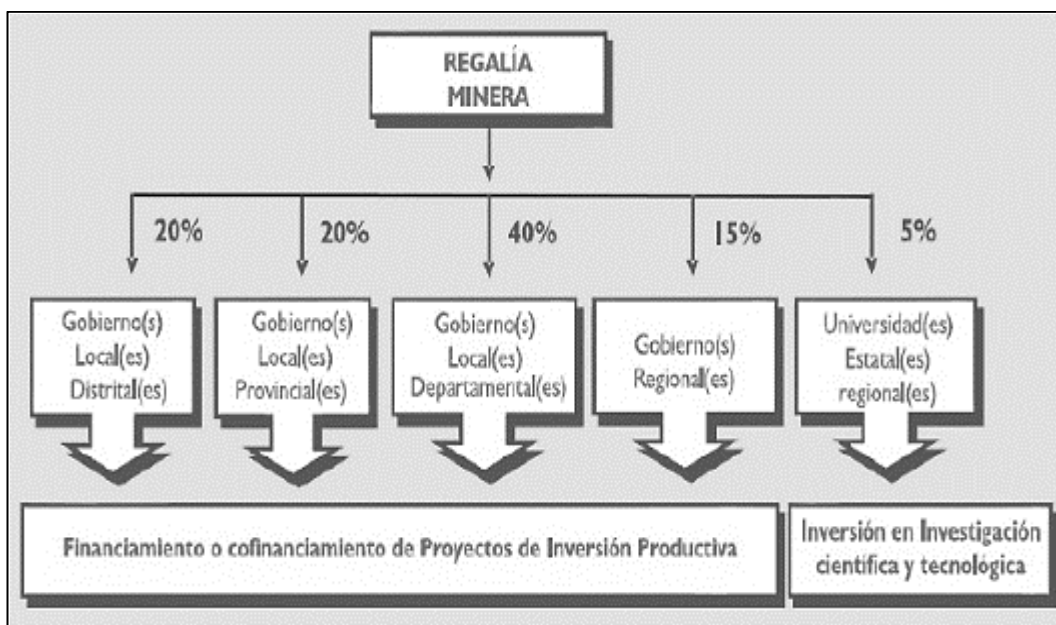 REGALÍA
MINERA
20%
20%
40%
15%
5%
Gobierno(s)
Local(es)
Distrital(es)
Gobierno(s)
Local(es)
Provincial(es)
Gobierno(s)
Local(es)
Departamental(es)
Gobierno(s)
Regional(es)
Universidad(es)
Estatal(es)
regional(es)
Financiamiento o cofinanciamiento de Proyectos de Inversión Productiva
Inversión en Investigación
científica y tecnológica